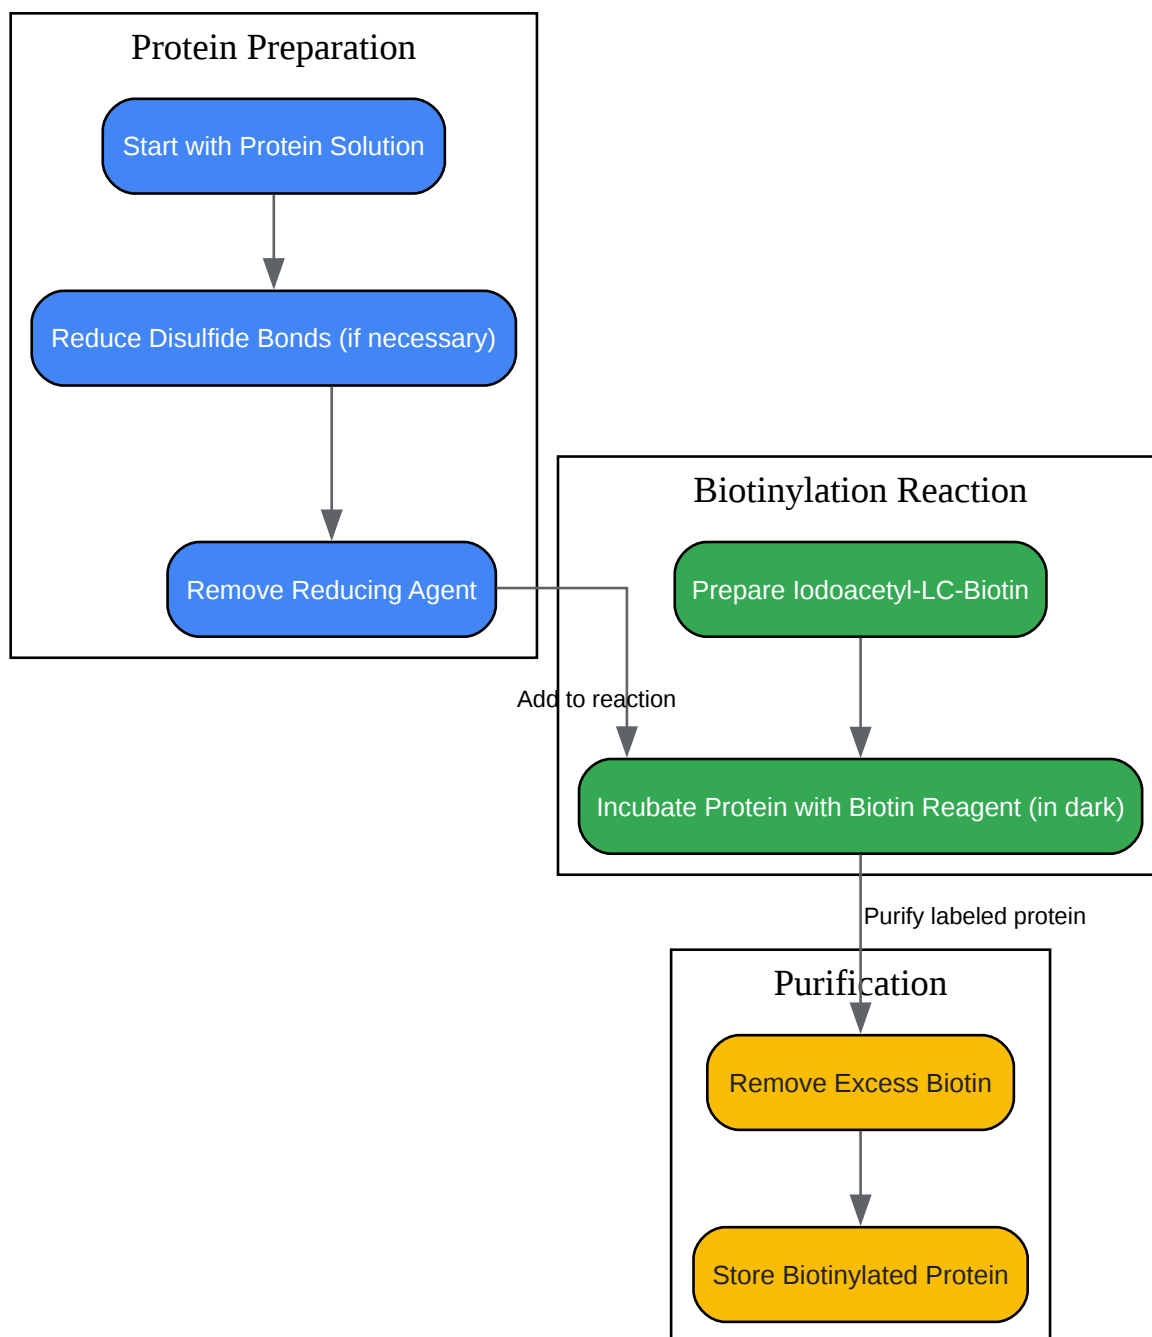 Protein Preparation
Start with Protein Solution
Reduce Disulfide Bonds (if necessary)
Remove Reducing Agent
Add to reaction
Biotinylation Reaction
Prepare Iodoacetyl-LC-Biotin
Incubate Protein with Biotin Reagent (in dark)
Purify labeled protein
Purification
Remove Excess Biotin
Store Biotinylated Protein